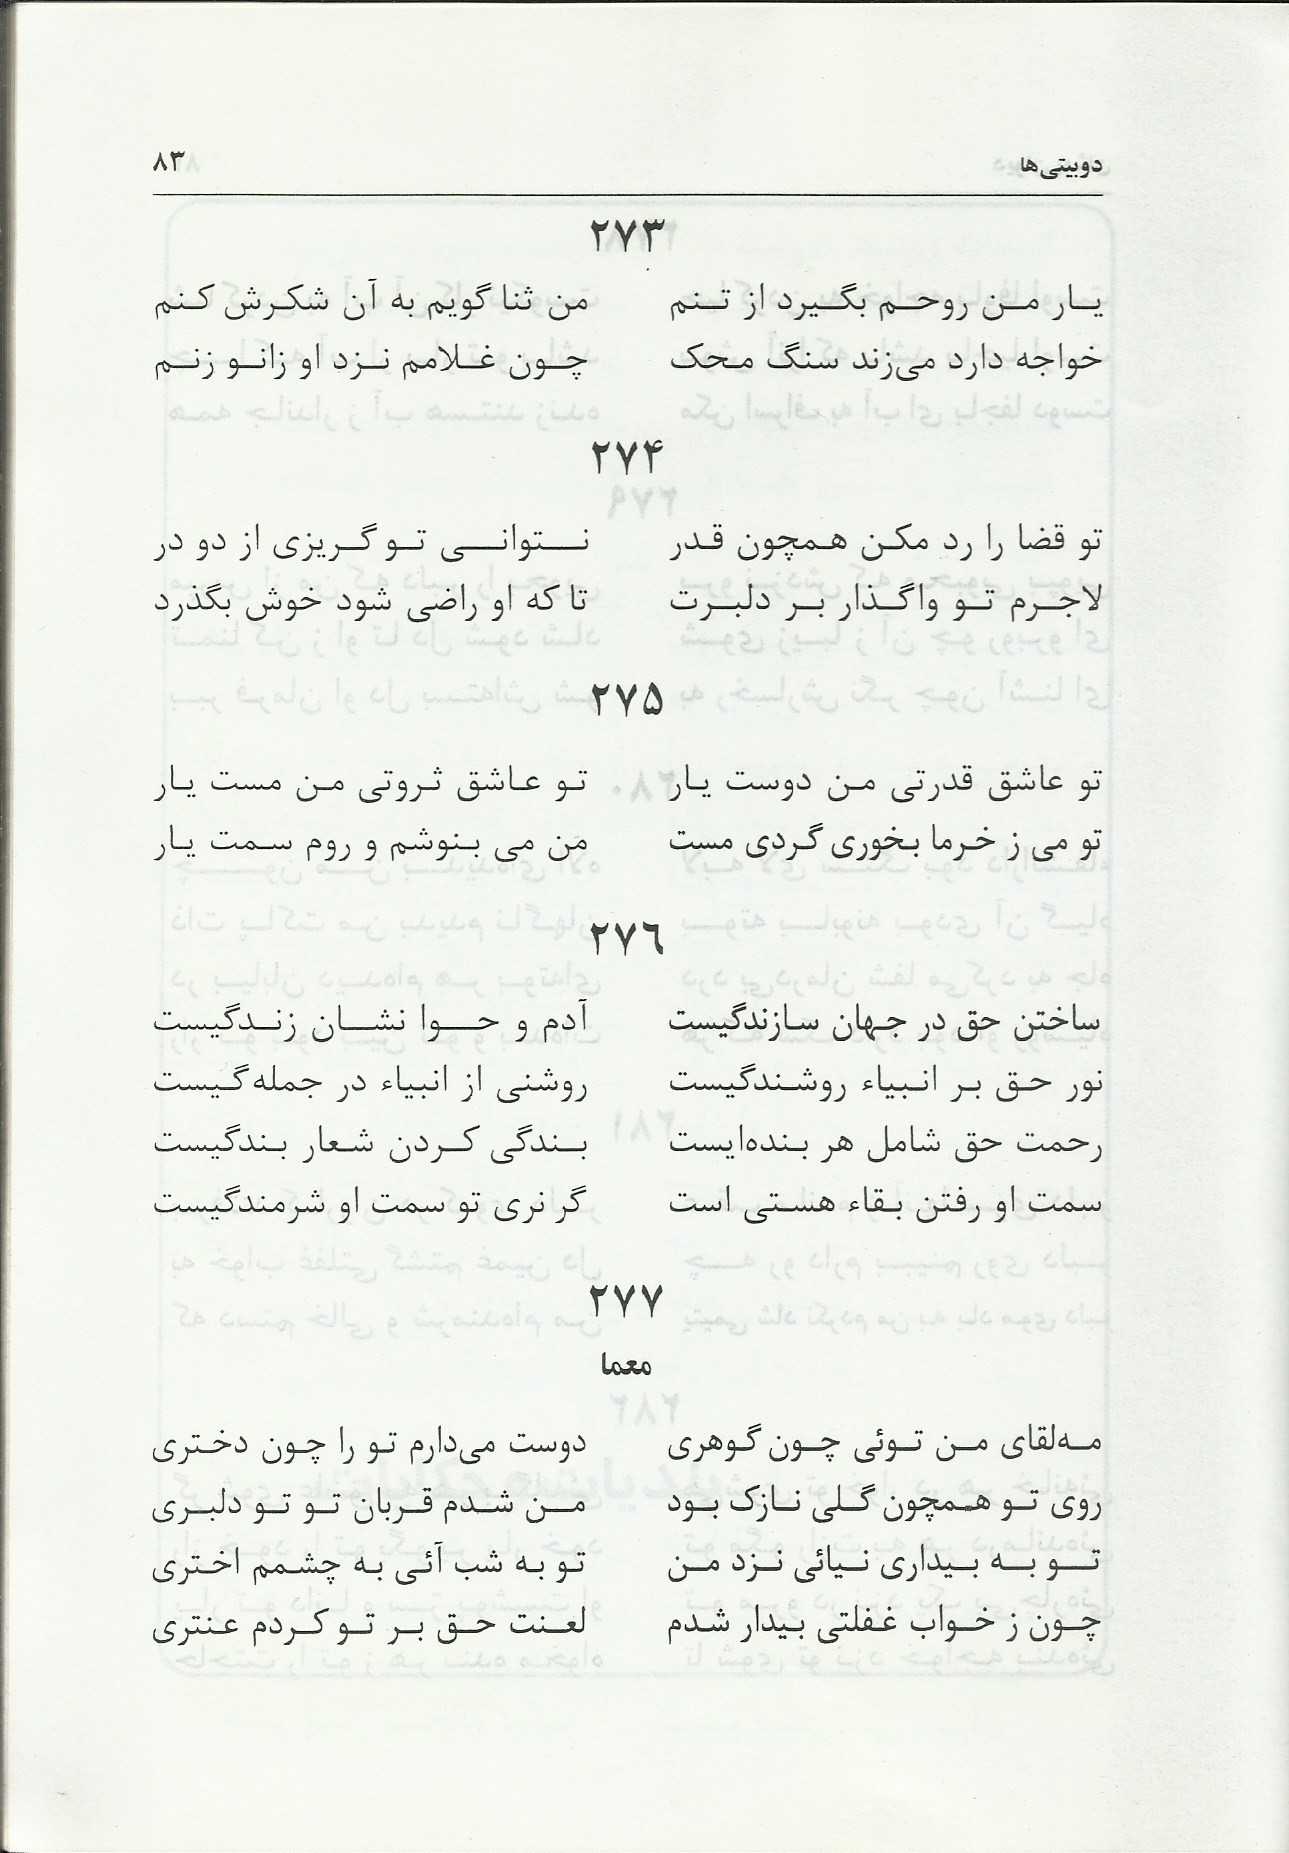 دوبیتی‌ها ۸۳
۲۷۳
یار من روحم بگیرد از تنم من ثنا گویم به آن شکرش کنم
خواجه دارد می‌زند سنگ محک چون غلامم نزد او زانو زنم
۲۷۴
تو قضا را رد مکن همچون قدر نتوانی تو گریزی از دو در
لاجرم تو واگذار بر دلبرت تا که او راضی شود خوش بگذرد
۲۷۵
تو عاشق قدرتی من دوست یار تو عاشق ثروتی من مست یار
تو می ز خرما بخوری گردی مست من می بنوشم و روم سمت یار
۲۷۶
ساختن حق در جهان سازندگیست آدم و حوا نشان زندگیست
نور حق بر انبیاء روشندگیست روشنی از انبیاء در جمله گیست
رحمت حق شامل هر بنده‌ایست بندگی کردن شعار بندگیست
سمت او رفتن بقاء هستی است گر نری تو سمت او شرمندگیست
۲۷۷
معما
مه‌لقای من توئی چون گوهری دوست می‌دارم تو را چون دختری
روی تو همچون گلی نازک بود من شدم قربان تو تو دلبری
تو به بیداری نیائی نزد من تو به شب آئی به چشمم اختری
چون ز خواب غفلتی بیدار شدم لعنت حق بر تو کردم عنتری